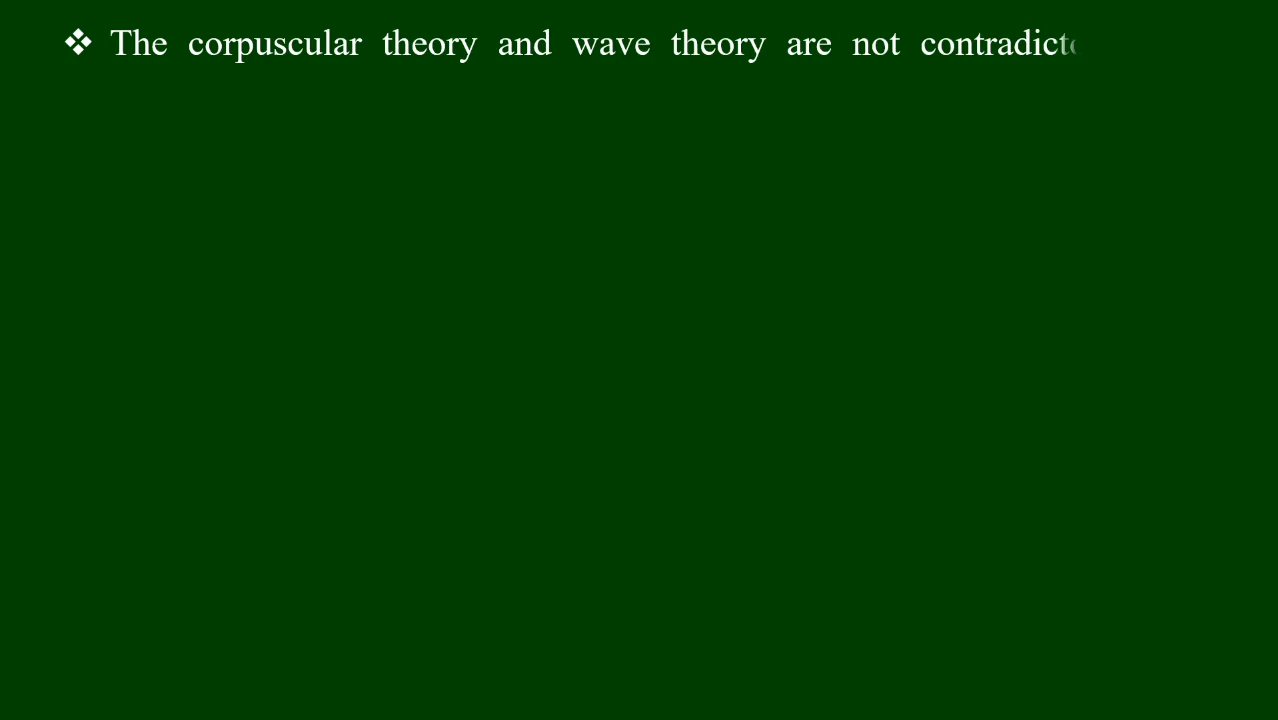 ❖ The corpuscular theory and wave theory are not